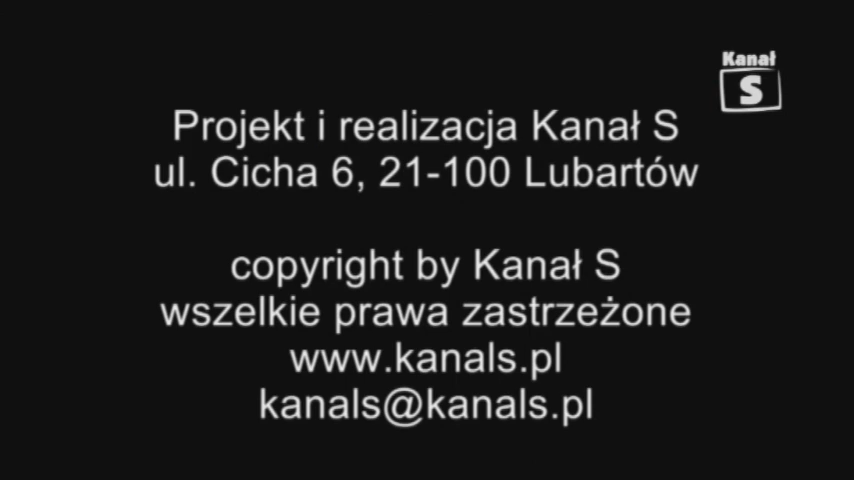 Kanał
S
Projekt i realizacja Kanał S
ul. Cicha 6, 21-100 Lubartów
copyright by Kanał S
wszelkie prawa zastrzeżone
www.kanals.pl
kanals@kanals.pl